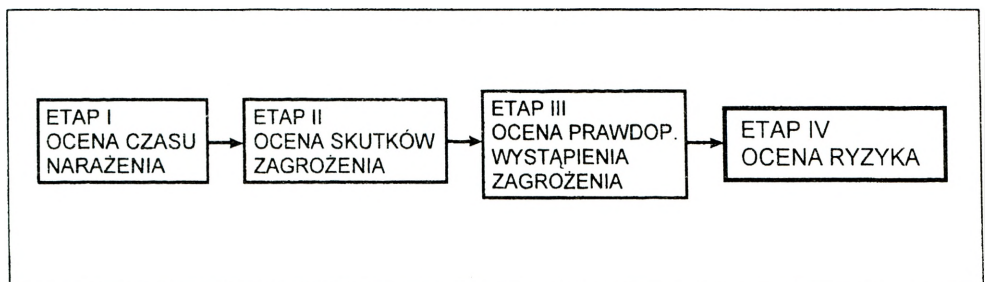 ETAP I
OCENA CZASU
NARAŻENIA
ETAP II
OCENA SKUTKÓW
ZAGROŻENIA
ETAP III
OCENA PRAWDOP.
WYSTĄPIENIA
ZAGROŻENIA
ETAP IV
OCENA RYZYKA